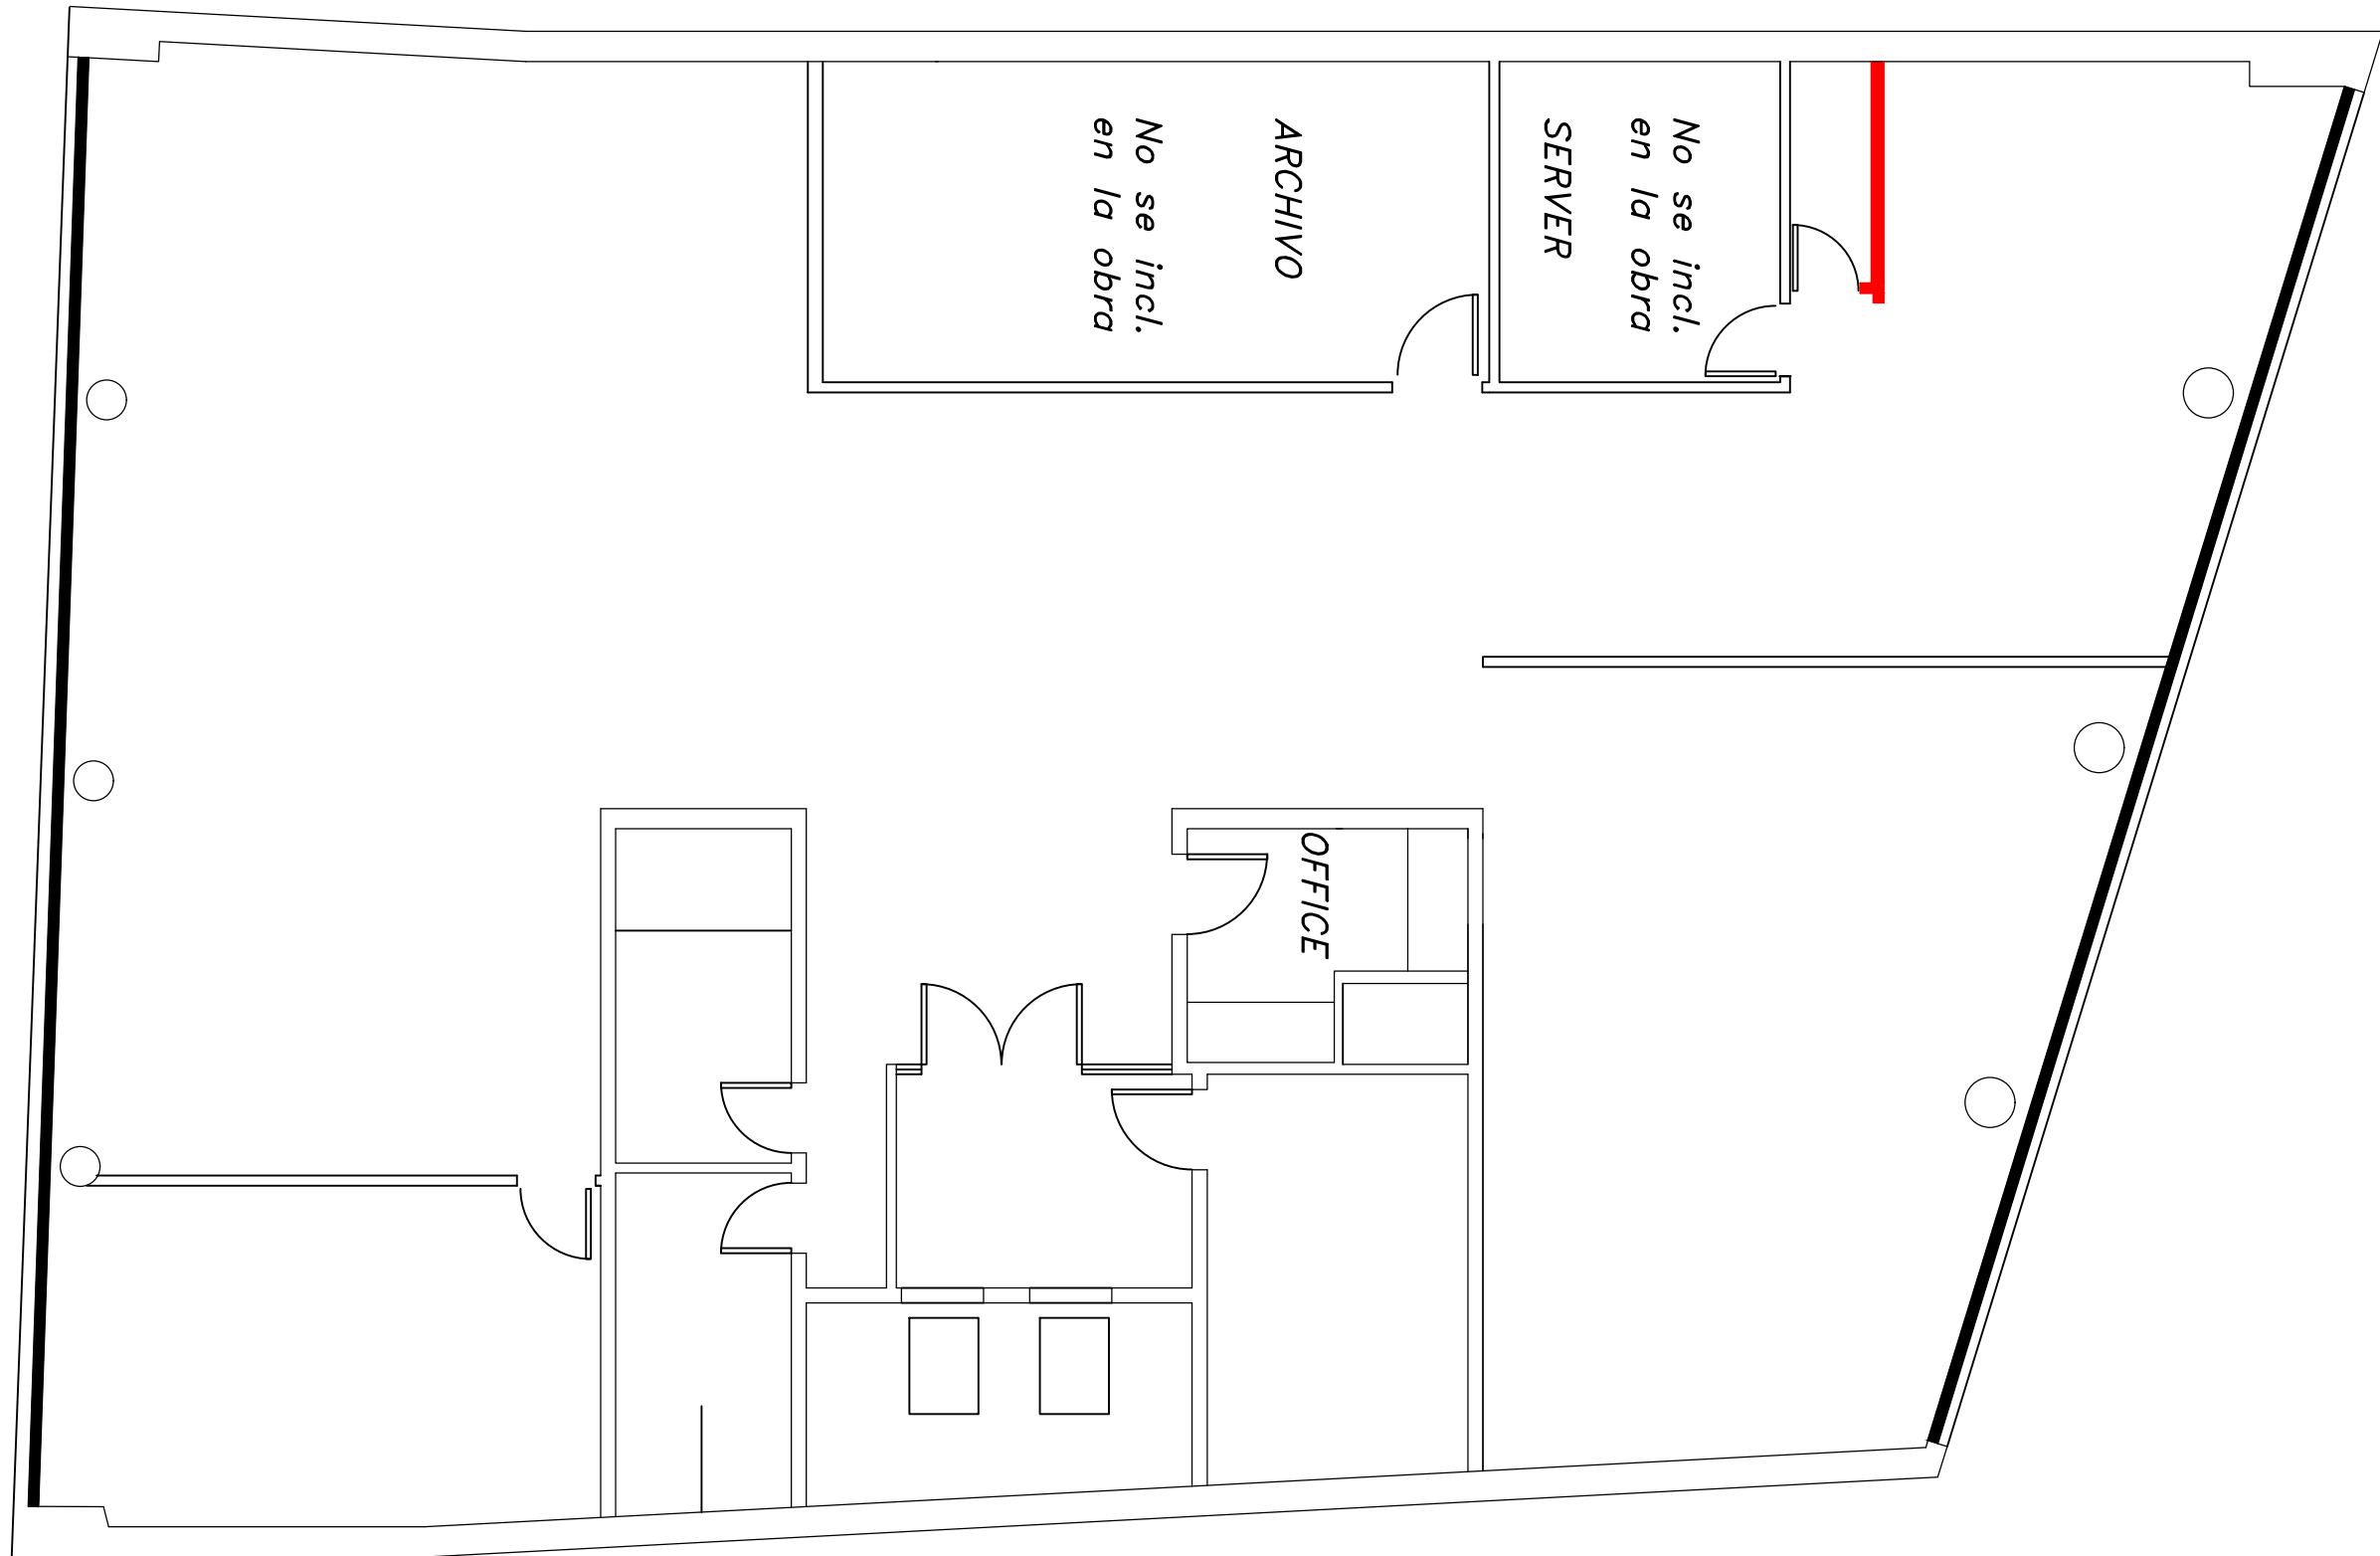 No se incl.
en la obra
ARCHIVO
No se incl.
en la obra
SERVER
OFFICE